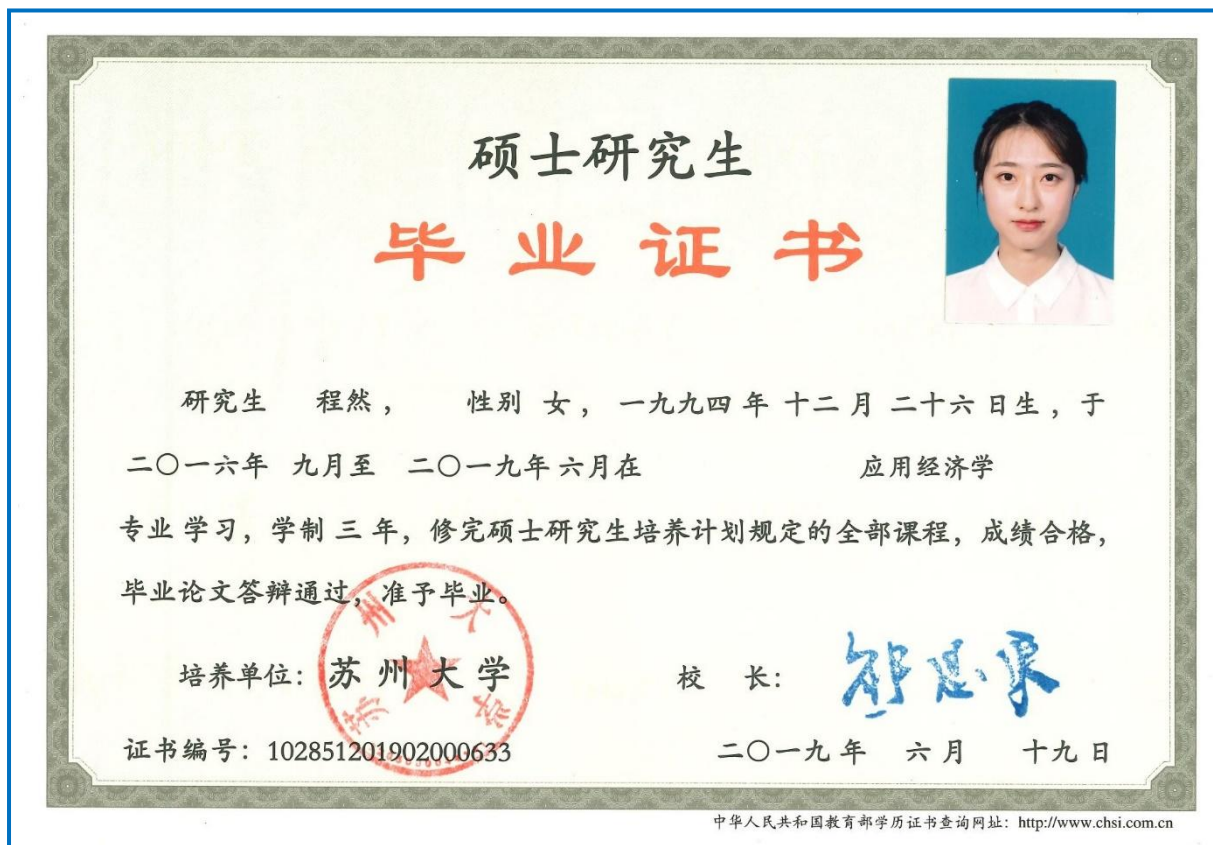 硕士研究生
毕业证书
研究生 程然， 性别 女， 一九九四 年 十二 月 二十六 日生，于
二〇一六年 九月至 二〇一九年 六月在 应用经济学
专业 学习，学制 三 年，修完硕士研究生培养计划规定的全部课程，成绩合格，
毕业论文答辩通过，准予毕业。
苏州大学
培养单位：苏州大学 校 长：
证书编号：102851201902000633 二〇一九年 六月 十九日
中华人民共和国教育部学历证书查询网址：http://www.chsi.com.cn